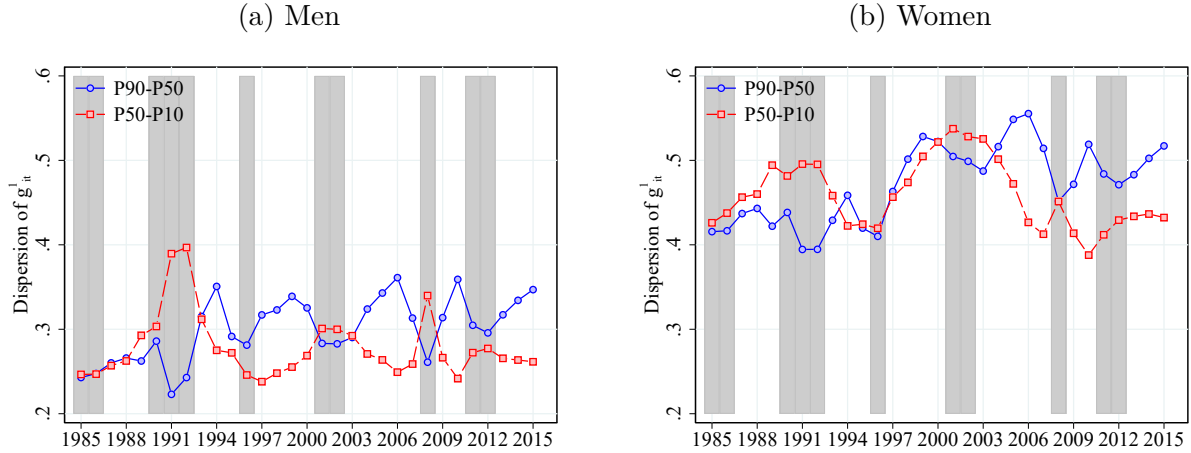 (a) Men
.6
.5
.4
.3
.2
Dispersion of g¹ᵢₜ
P90-P50
P50-P10
1985 1988 1991 1994 1997 2000 2003 2006 2009 2012 2015
(b) Women
.6
.5
.4
.3
.2
Dispersion of g¹ᵢₜ
P90-P50
P50-P10
1985 1988 1991 1994 1997 2000 2003 2006 2009 2012 2015